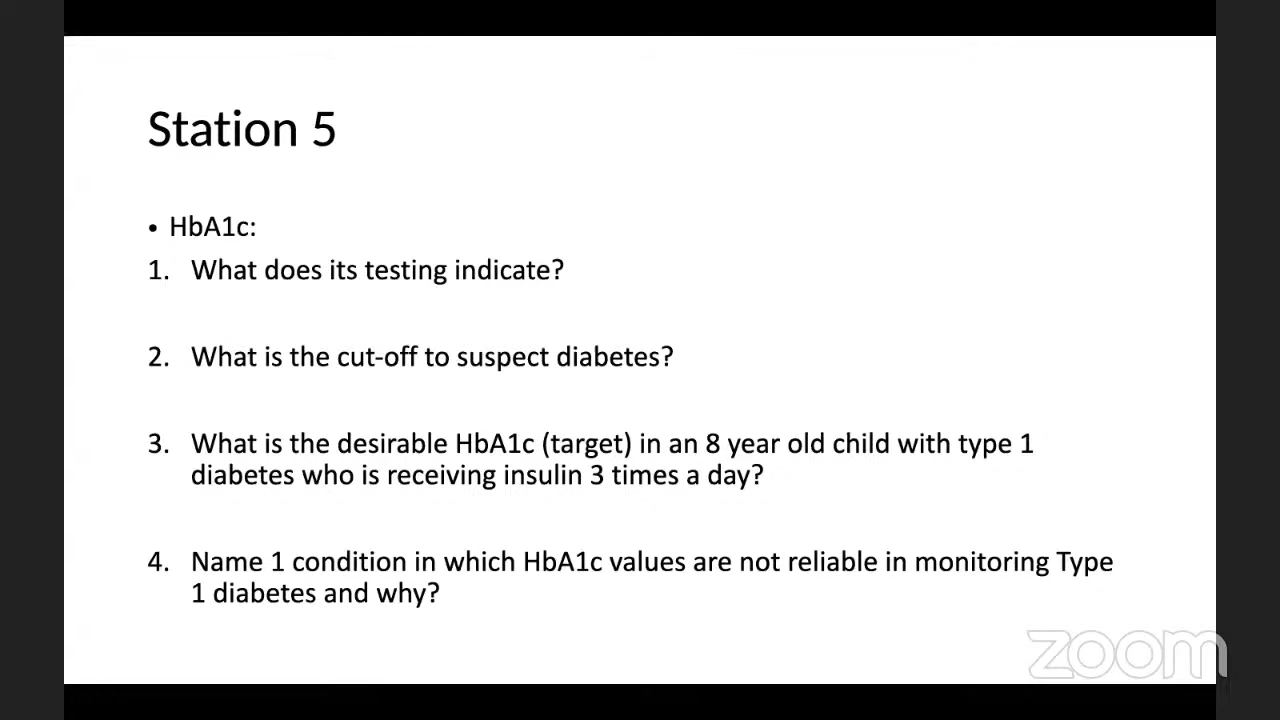 Station 5
• HbA1c:
1. What does its testing indicate?
2. What is the cut-off to suspect diabetes?
3. What is the desirable HbA1c (target) in an 8 year old child with type 1
diabetes who is receiving insulin 3 times a day?
4. Name 1 condition in which HbA1c values are not reliable in monitoring Type
1 diabetes and why?
zoom